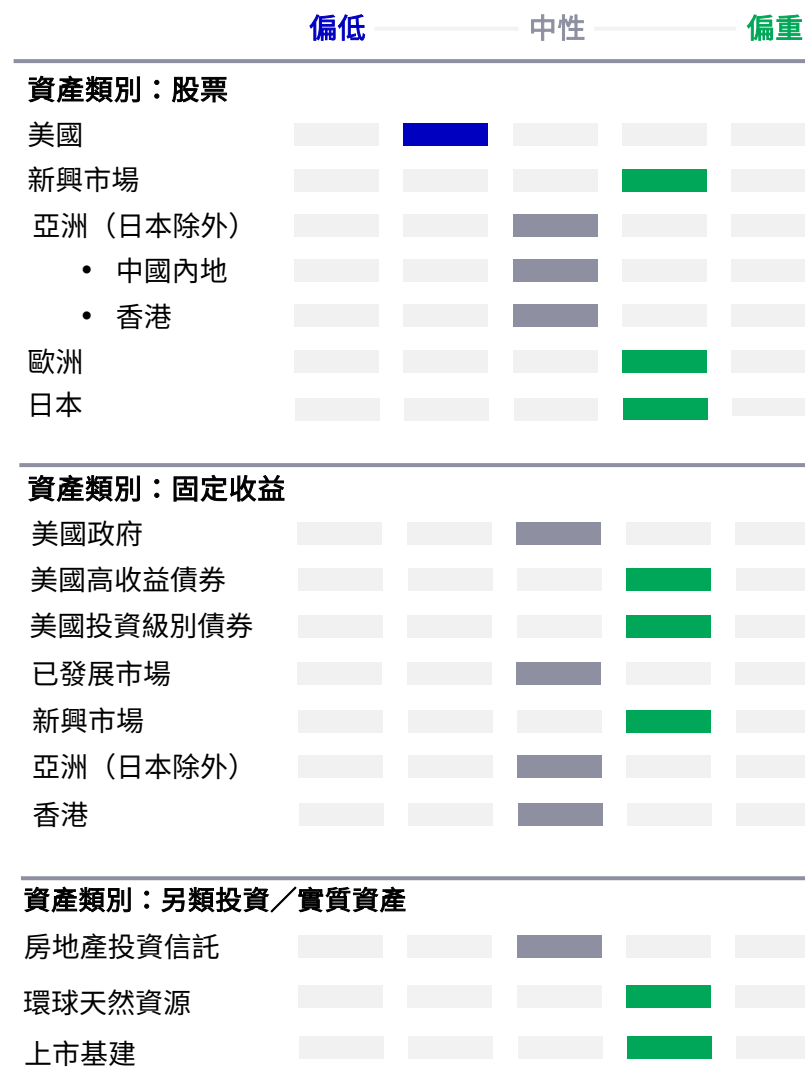 偏低 中性 偏重
資產類別：股票
美國
新興市場
亞洲（日本除外）
• 中國內地
• 香港
歐洲
日本
資產類別：固定收益
美國政府
美國高收益債券
美國投資級別債券
已發展市場
新興市場
亞洲（日本除外）
香港
資產類別：另類投資／實質資產
房地產投資信託
環球天然資源
上市基建